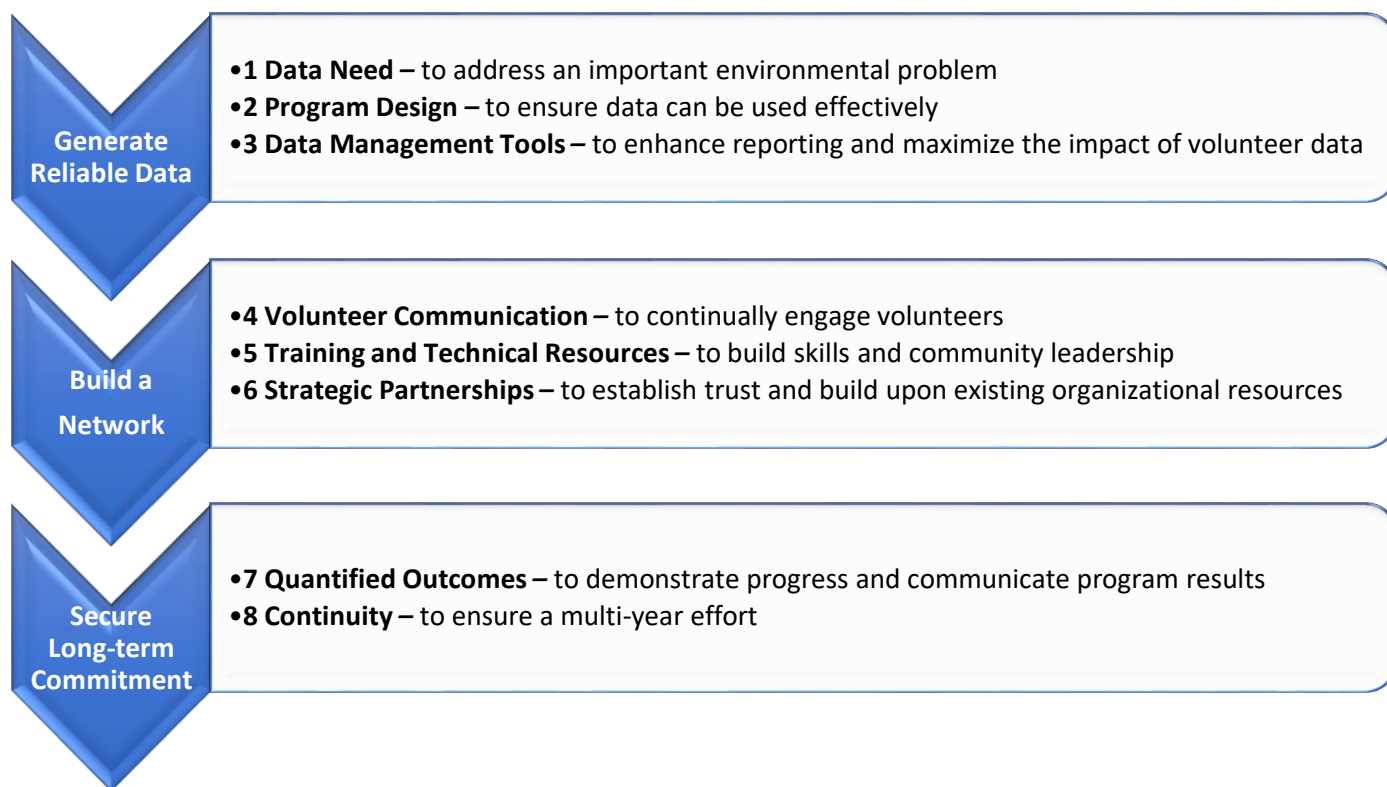 Generate
Reliable Data
•1 Data Need – to address an important environmental problem
•2 Program Design – to ensure data can be used effectively
•3 Data Management Tools – to enhance reporting and maximize the impact of volunteer data
Build a
Network
•4 Volunteer Communication – to continually engage volunteers
•5 Training and Technical Resources – to build skills and community leadership
•6 Strategic Partnerships – to establish trust and build upon existing organizational resources
Secure
Long-term
Commitment
•7 Quantified Outcomes – to demonstrate progress and communicate program results
•8 Continuity – to ensure a multi-year effort